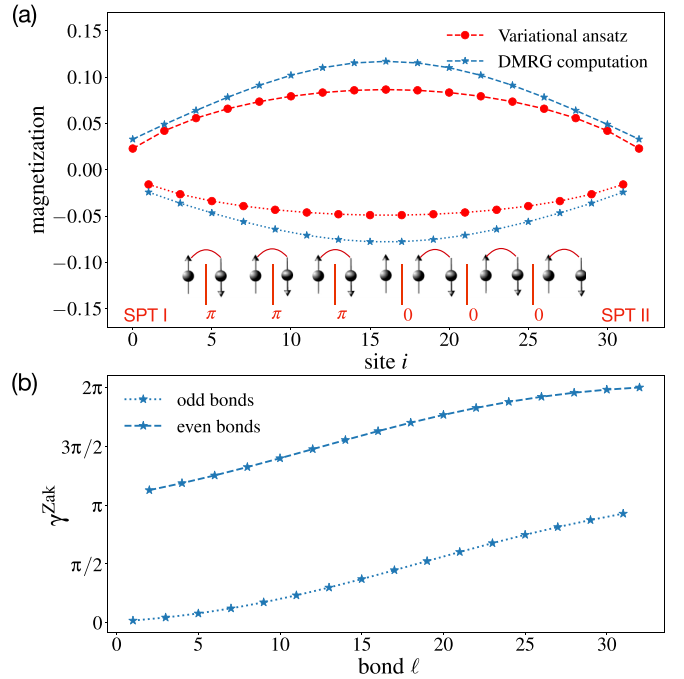 (a)
0.15
0.10
0.05
0.00
−0.05
−0.10
−0.15
magnetization
Variational ansatz
DMRG computation
SPT I π π π 0 0 0 SPT II
0 5 10 15 20 25 30
site i
(b)
2π
3π/2
π
π/2
0
γ^Zak
odd bonds
even bonds
0 5 10 15 20 25 30
bond ℓ